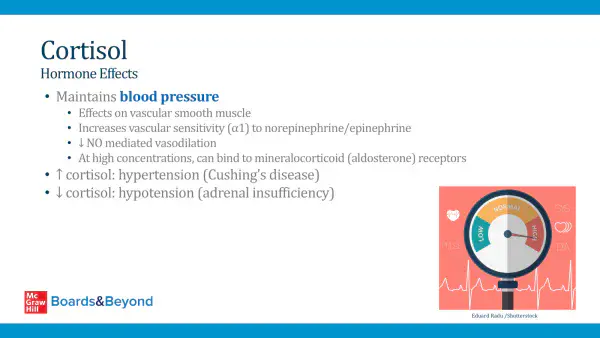 Cortisol
Hormone Effects
• Maintains blood pressure
• Effects on vascular smooth muscle
• Increases vascular sensitivity (α1) to norepinephrine/epinephrine
• ↓ NO mediated vasodilation
• At high concentrations, can bind to mineralocorticoid (aldosterone) receptors
• ↑ cortisol: hypertension (Cushing's disease)
• ↓ cortisol: hypotension (adrenal insufficiency)
LOW
NORMAL
HIGH
Mc
Graw
Hill
Boards&Beyond
Eduard Radu /Shutterstock